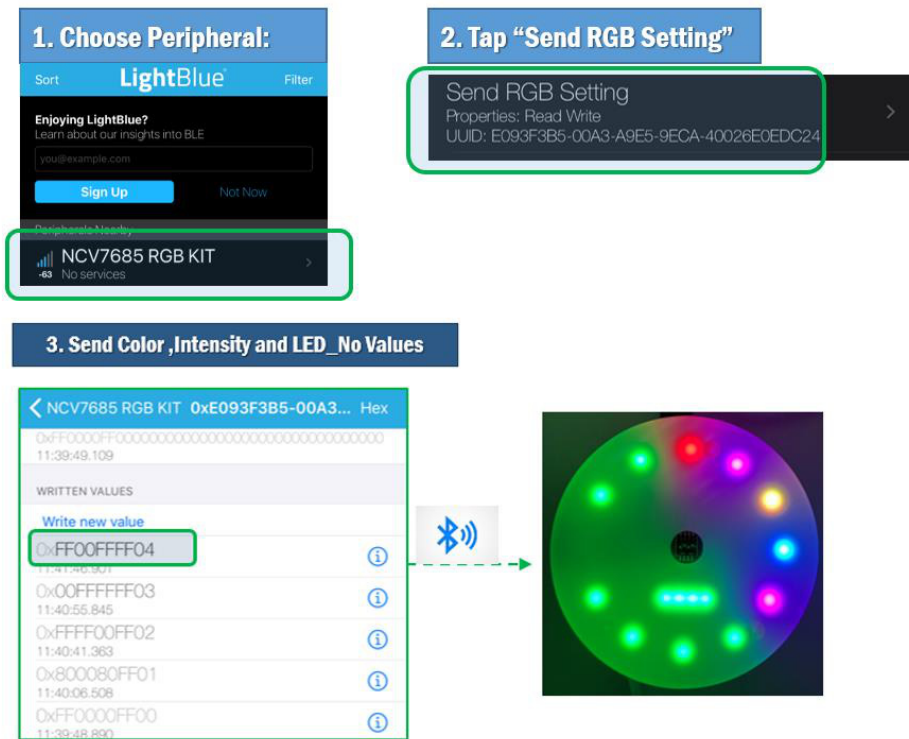 1. Choose Peripheral:
Sort LightBlue Filter
Enjoying LightBlue?
Learn about our insights into BLE
you@example.com
Sign Up Not Now
Peripherals Nearby
NCV7685 RGB KIT
-63 No services
2. Tap “Send RGB Setting”
Send RGB Setting
Properties: Read Write
UUID: E093F3B5-00A3-A9E5-9ECA-40026E0EDC24
3. Send Color ,Intensity and LED_No Values
NCV7685 RGB KIT 0xE093F3B5-00A3... Hex
11:39:49.109
WRITTEN VALUES
Write new value
0xFF00FFFF04
11:41:46.901
0x00FFFFFF03
11:40:55.845
0xFFFF00FF02
11:40:41.363
0x800080FF01
11:40:06.508
0xFF0000FF00
11:39:48.890